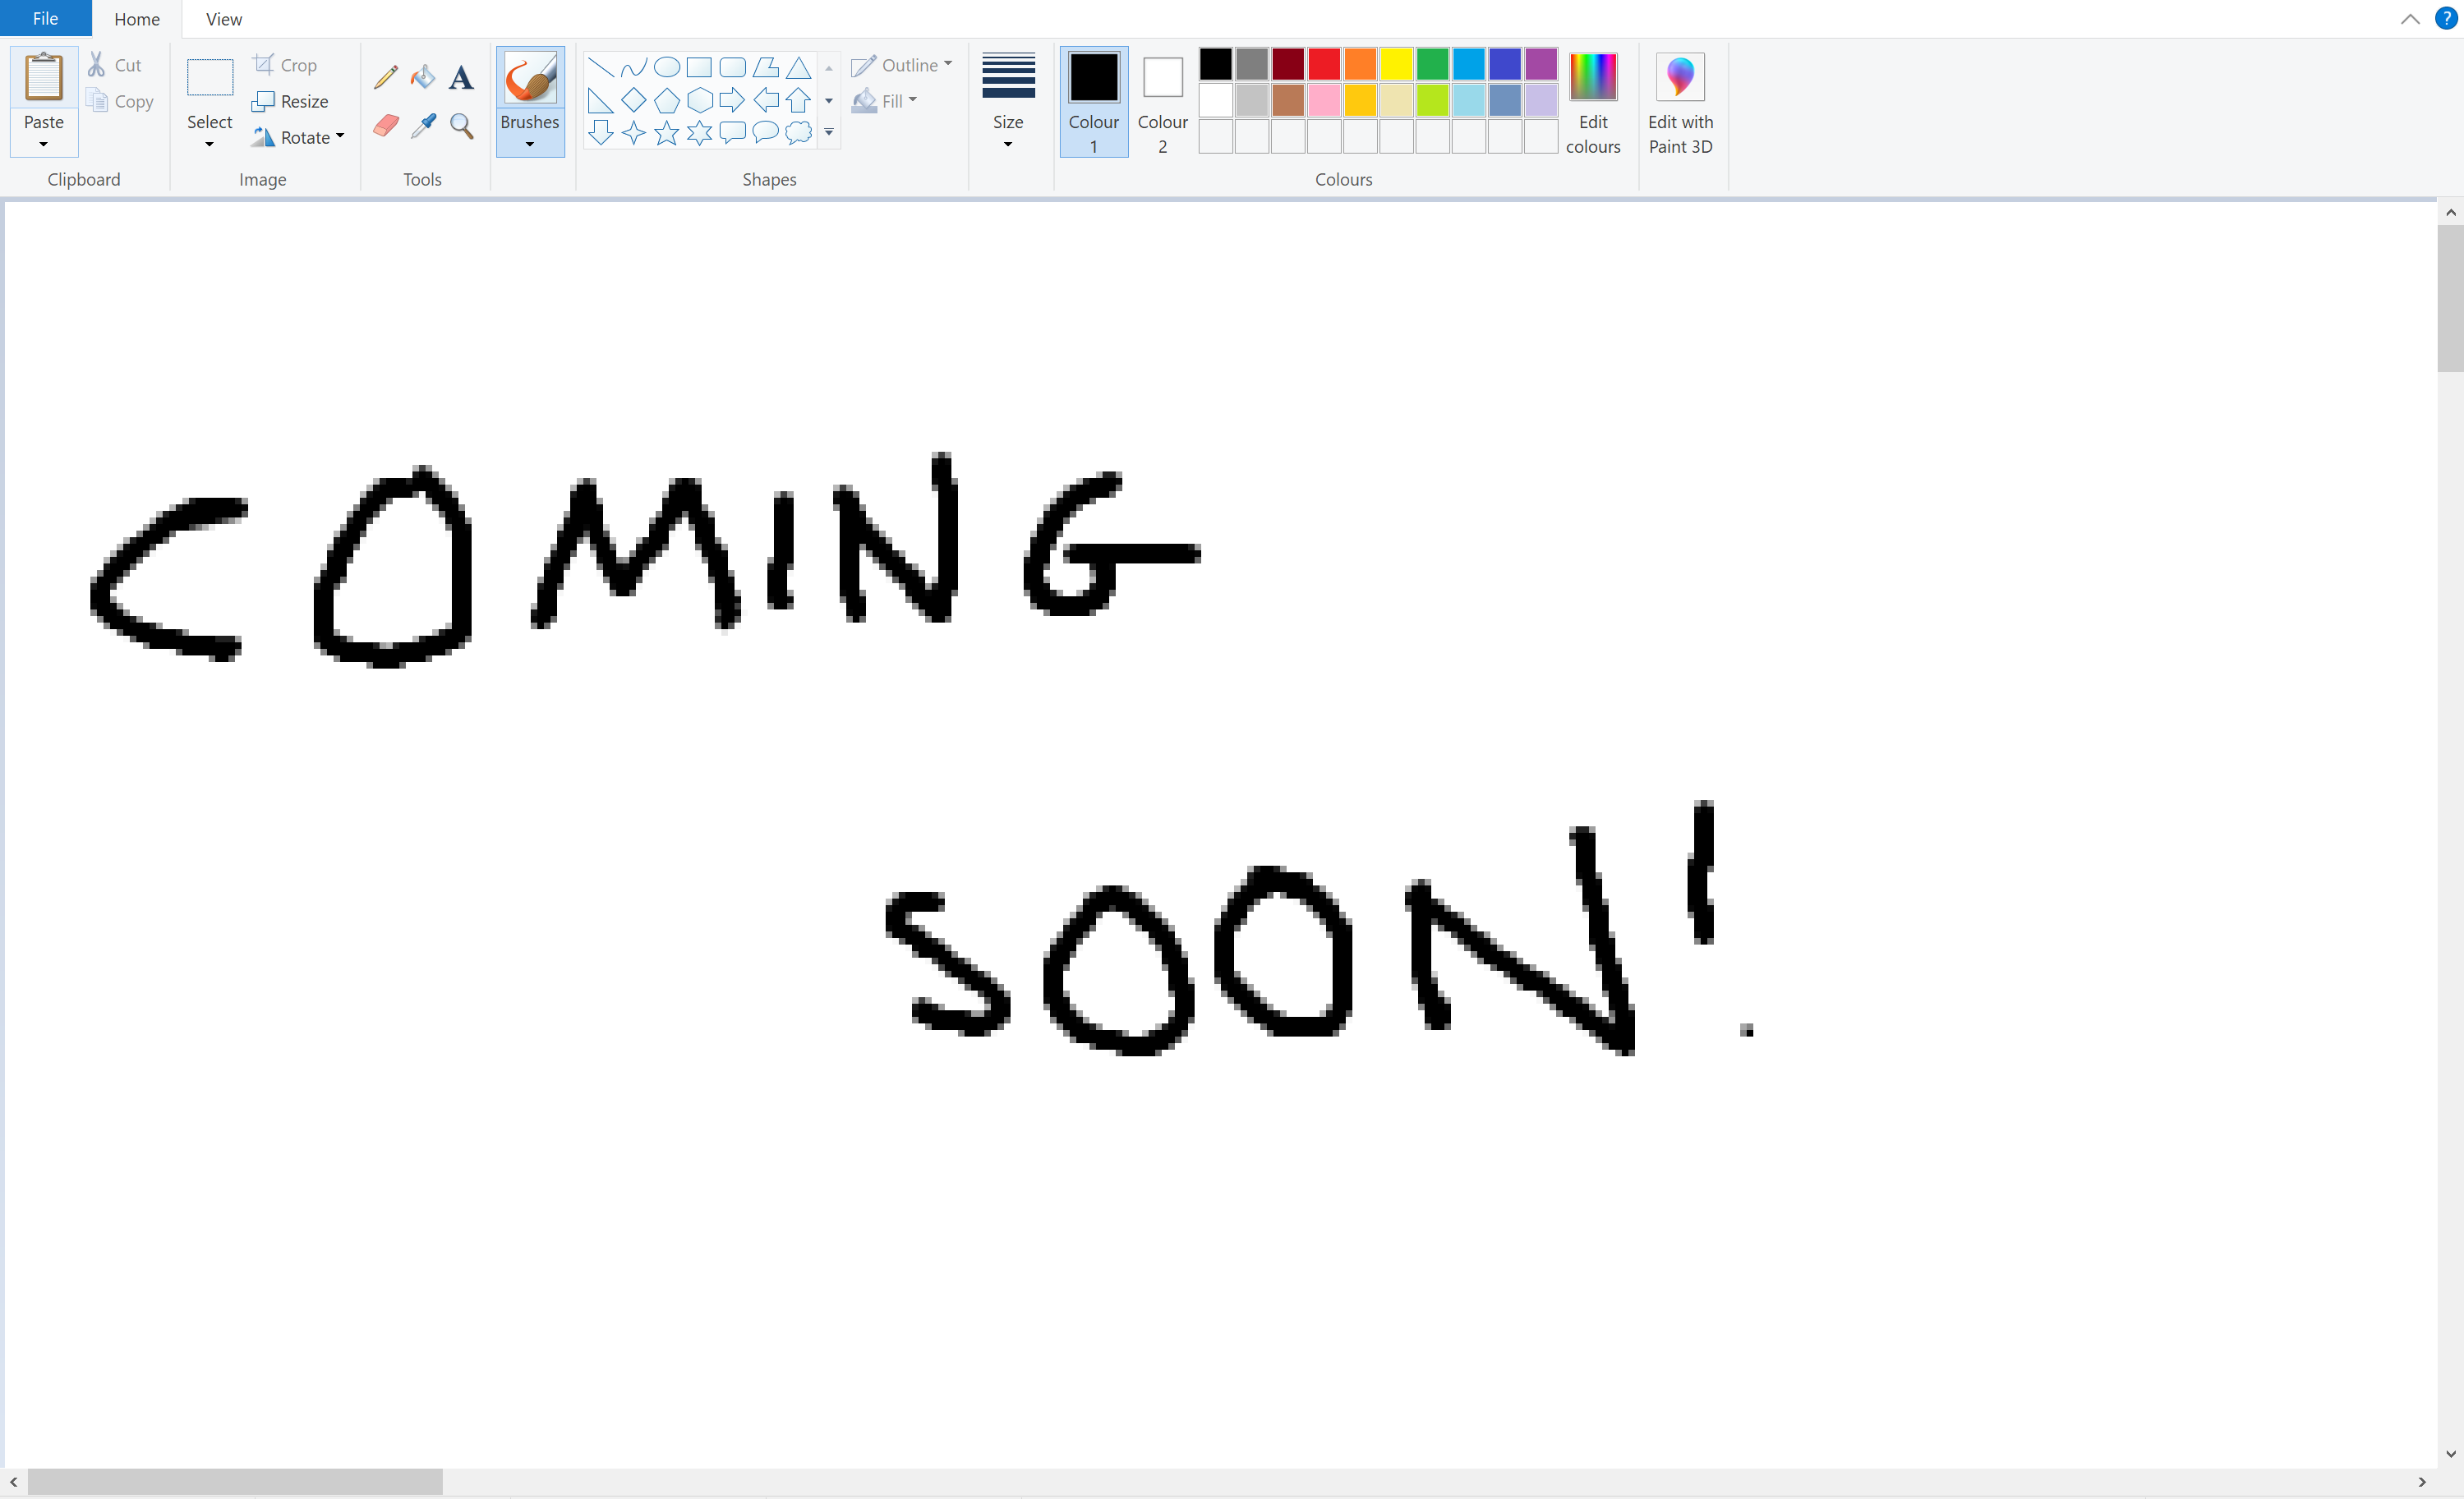 File Home View
Paste Cut Copy Select Crop Resize Rotate Brushes Outline Fill Size Colour 1 Colour 2 Edit colours Edit with Paint 3D
Clipboard Image Tools Shapes Colours
COMING
SOON!